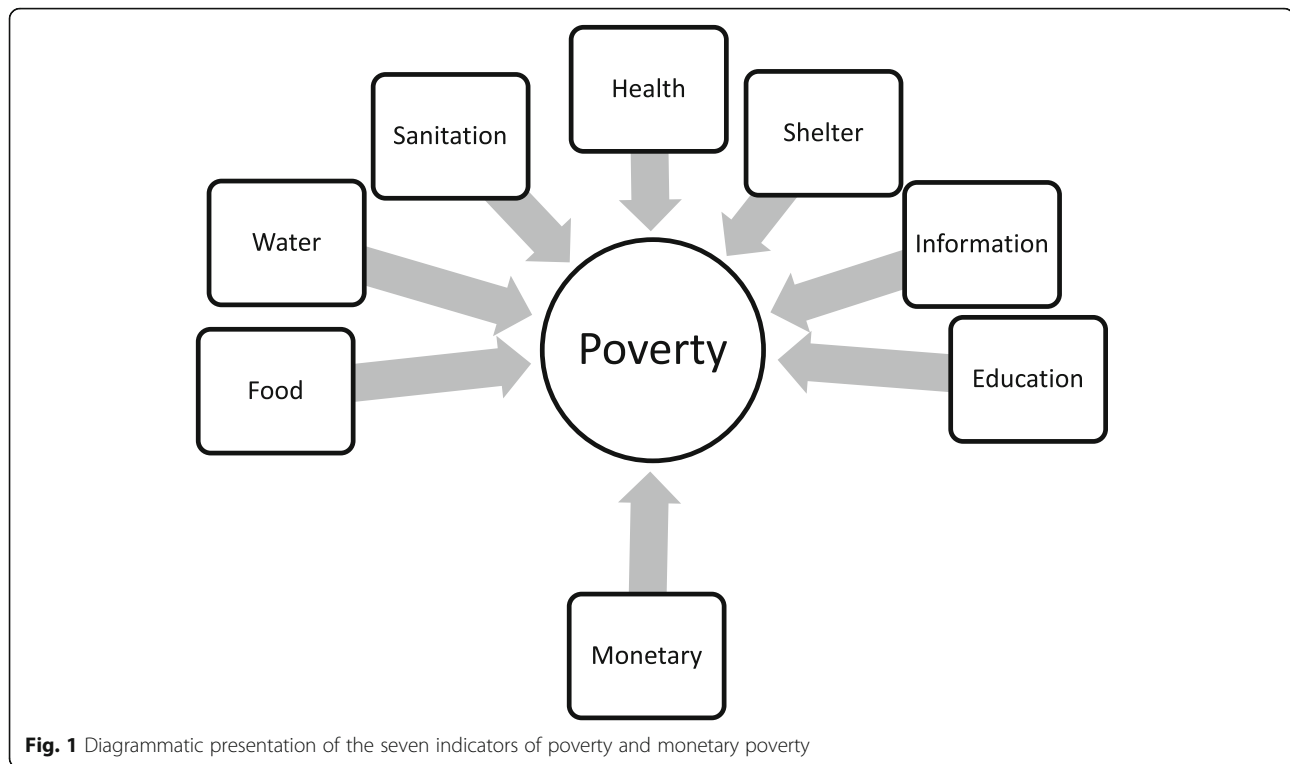 Health
Shelter
Sanitation
Information
Water
Poverty
Education
Food
Monetary
Fig. 1 Diagrammatic presentation of the seven indicators of poverty and monetary poverty